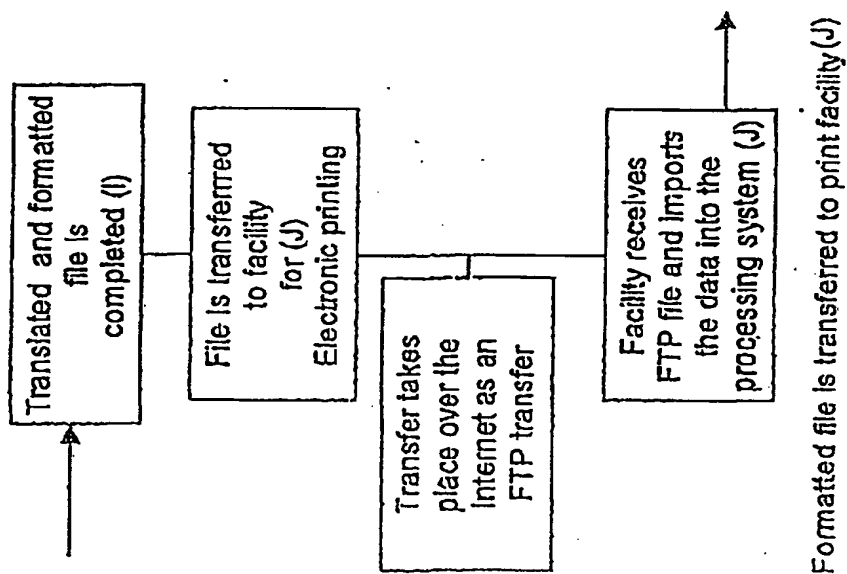 Translated and formatted
file is
completed (I)
File is transferred
to facility
for (J)
Electronic printing
Transfer takes
place over the
Internet as an
FTP transfer
Facility receives
FTP file and imports
the data into the
processing system (J)
Formatted file is transferred to print facility (J)